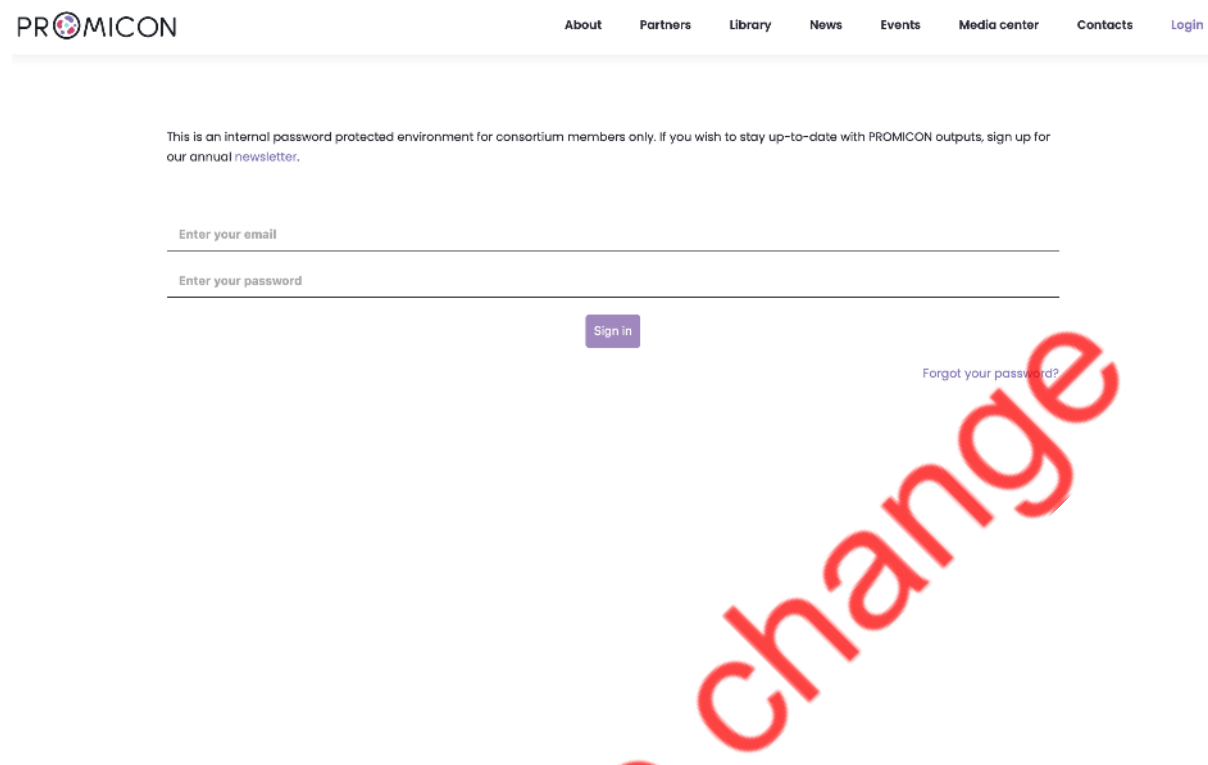 PROMICON
About Partners Library News Events Media center Contacts Login
This is an internal password protected environment for consortium members only. If you wish to stay up-to-date with PROMICON outputs, sign up for
our annual newsletter.
Enter your email
Enter your password
Sign in
Forgot your password?
change